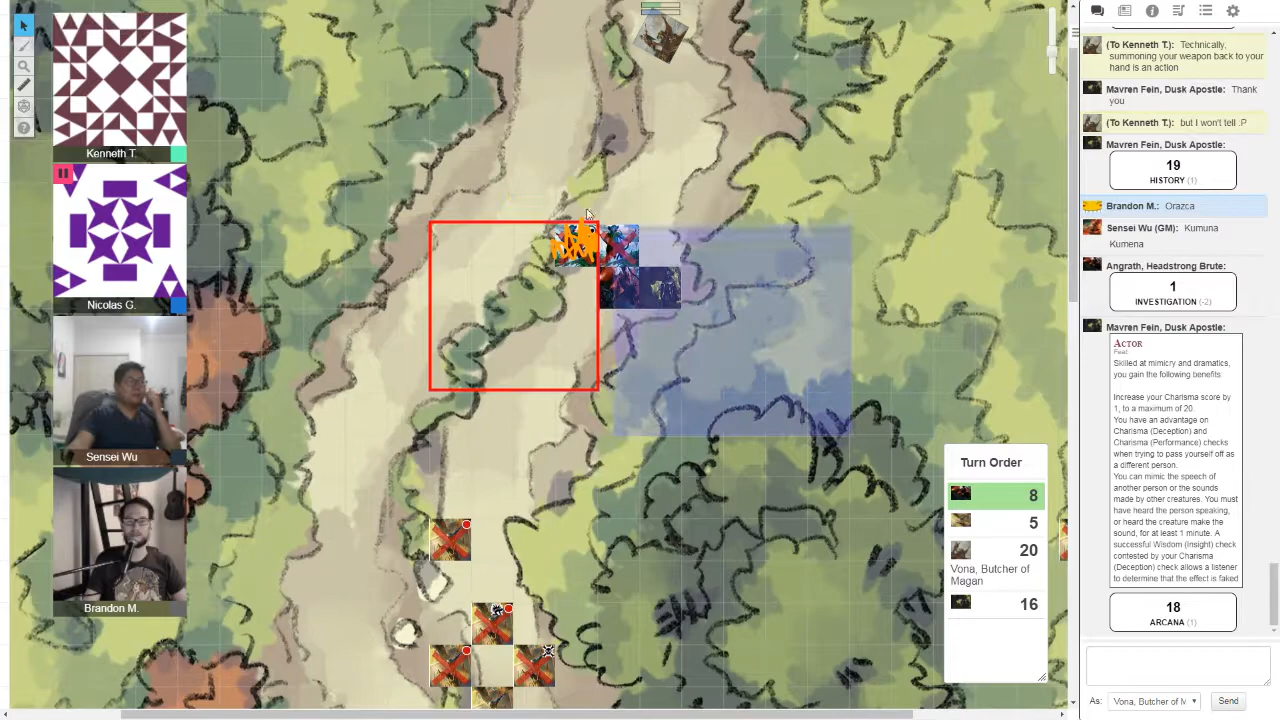 Kenneth T.
Nicolas G.
Sensei Wu
Brandon M.
Turn Order
8
5
20
Vona, Butcher of
Magan
16
(To Kenneth T.): Technically,
summoning your weapon back to your
hand is an action
Mavren Fein, Dusk Apostle: Thank
you
(To Kenneth T.): but I won't tell :P
Mavren Fein, Dusk Apostle:
19
HISTORY (1)
Brandon M.: Orazca
Sensei Wu (GM): Kumuna
Kumena
Angrath, Headstrong Brute:
1
INVESTIGATION (-2)
Mavren Fein, Dusk Apostle:
ACTOR
Feat
Skilled at mimicry and dramatics,
you gain the following benefits
Increase your Charisma score by
1, to a maximum of 20.
You have an advantage on
Charisma (Deception) and
Charisma (Performance) checks
when trying to pass yourself off as
a different person.
You can mimic the speech of
another person or the sounds
made by other creatures. You must
have heard the person speaking,
or heard the creature make the
sound, for at least 1 minute. A
successful Wisdom (Insight) check
contested by your Charisma
(Deception) check allows a listener
to determine that the effect is faked
18
ARCANA (1)
As: Vona, Butcher of M
Send